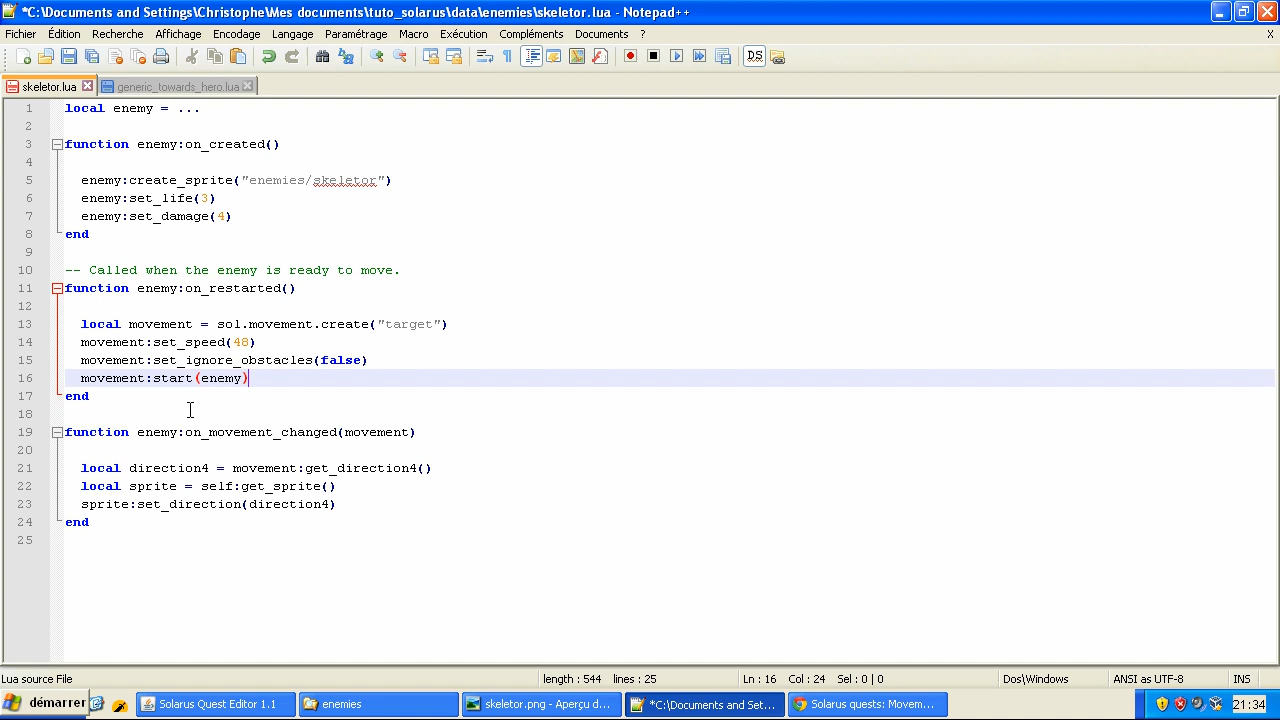 *C:\Documents and Settings\Christophe\Mes documents\tuto_solarus\data\enemies\skeletor.lua - Notepad++
Fichier Édition Recherche Affichage Encodage Langage Paramétrage Macro Exécution Compléments Documents ? X
skeletor.lua generic_towards_hero.lua
1 local enemy = ...
2
3 function enemy:on_created()
4
5 enemy:create_sprite("enemies/skeletor")
6 enemy:set_life(3)
7 enemy:set_damage(4)
8 end
9
10 -- Called when the enemy is ready to move.
11 function enemy:on_restarted()
12
13 local movement = sol.movement.create("target")
14 movement:set_speed(48)
15 movement:set_ignore_obstacles(false)
16 movement:start(enemy)
17 end
18
19 function enemy:on_movement_changed(movement)
20
21 local direction4 = movement:get_direction4()
22 local sprite = self:get_sprite()
23 sprite:set_direction(direction4)
24 end
25
Lua source File length : 544 lines : 25 Ln : 16 Col : 24 Sel : 0 | 0 Dos\Windows ANSI as UTF-8 INS
démarrer Solarus Quest Editor 1.1 enemies skeletor.png - Aperçu d... *C:\Documents and Set... Solarus quests: Movem... 21:34